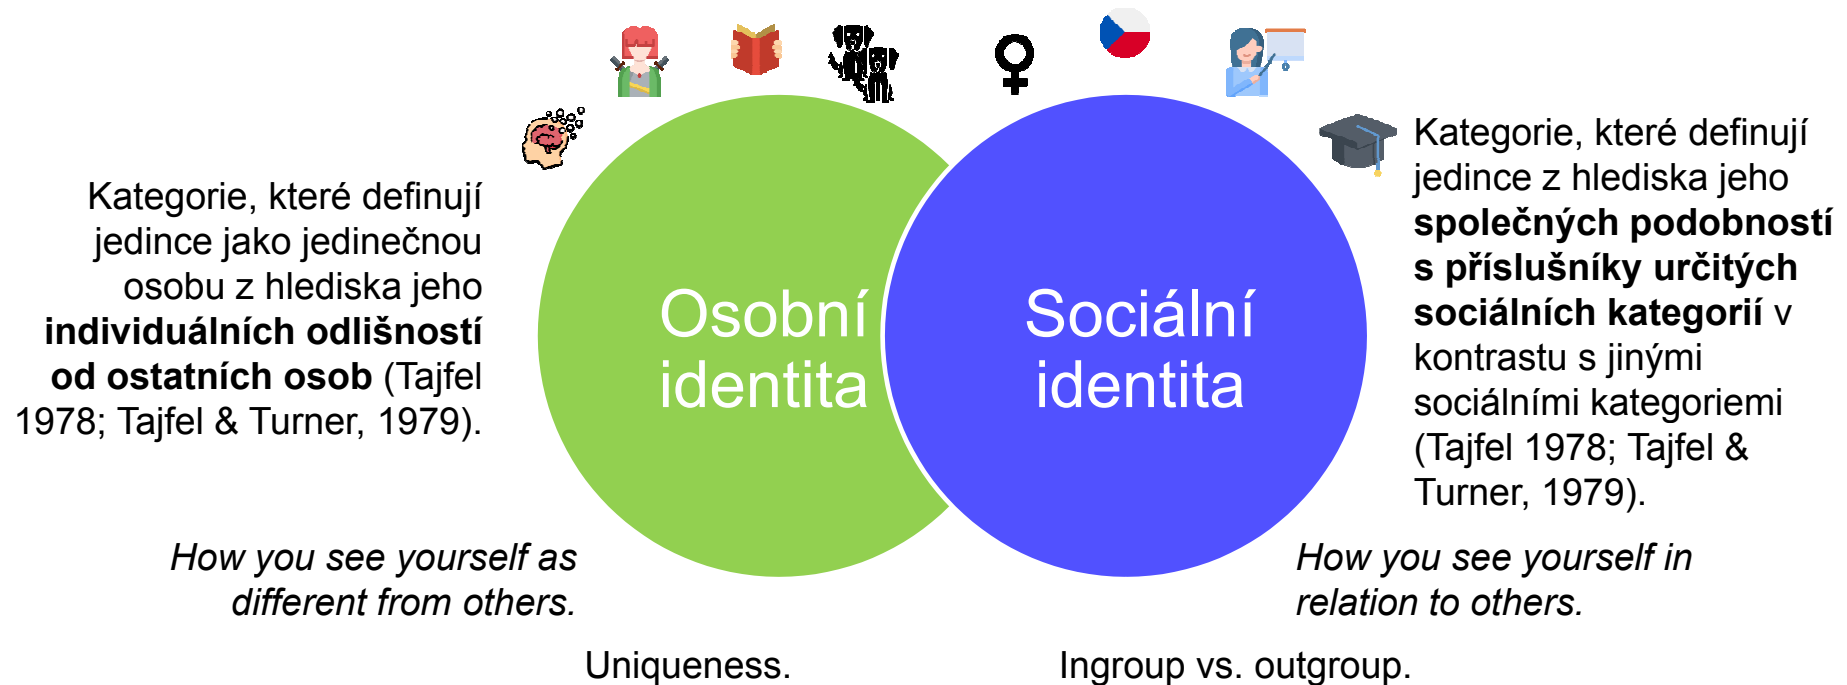 Kategorie, které definují
jedince jako jedinečnou
osobu z hlediska jeho
individuálních odlišností
od ostatních osob (Tajfel
1978; Tajfel & Turner, 1979).
How you see yourself as
different from others.
Uniqueness.
Osobní
identita
Sociální
identita
Kategorie, které definují
jedince z hlediska jeho
společných podobností
s příslušníky určitých
sociálních kategorií v
kontrastu s jinými
sociálními kategoriemi
(Tajfel 1978; Tajfel &
Turner, 1979).
How you see yourself in
relation to others.
Ingroup vs. outgroup.